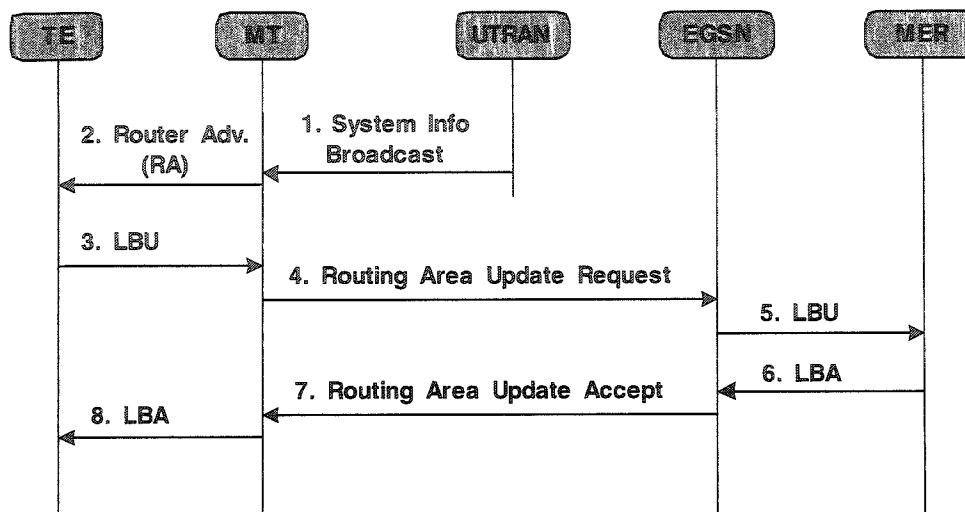 TE MT UTRAN EGSN MER
1. System Info
Broadcast
2. Router Adv.
(RA)
3. LBU
4. Routing Area Update Request
5. LBU
6. LBA
7. Routing Area Update Accept
8. LBA